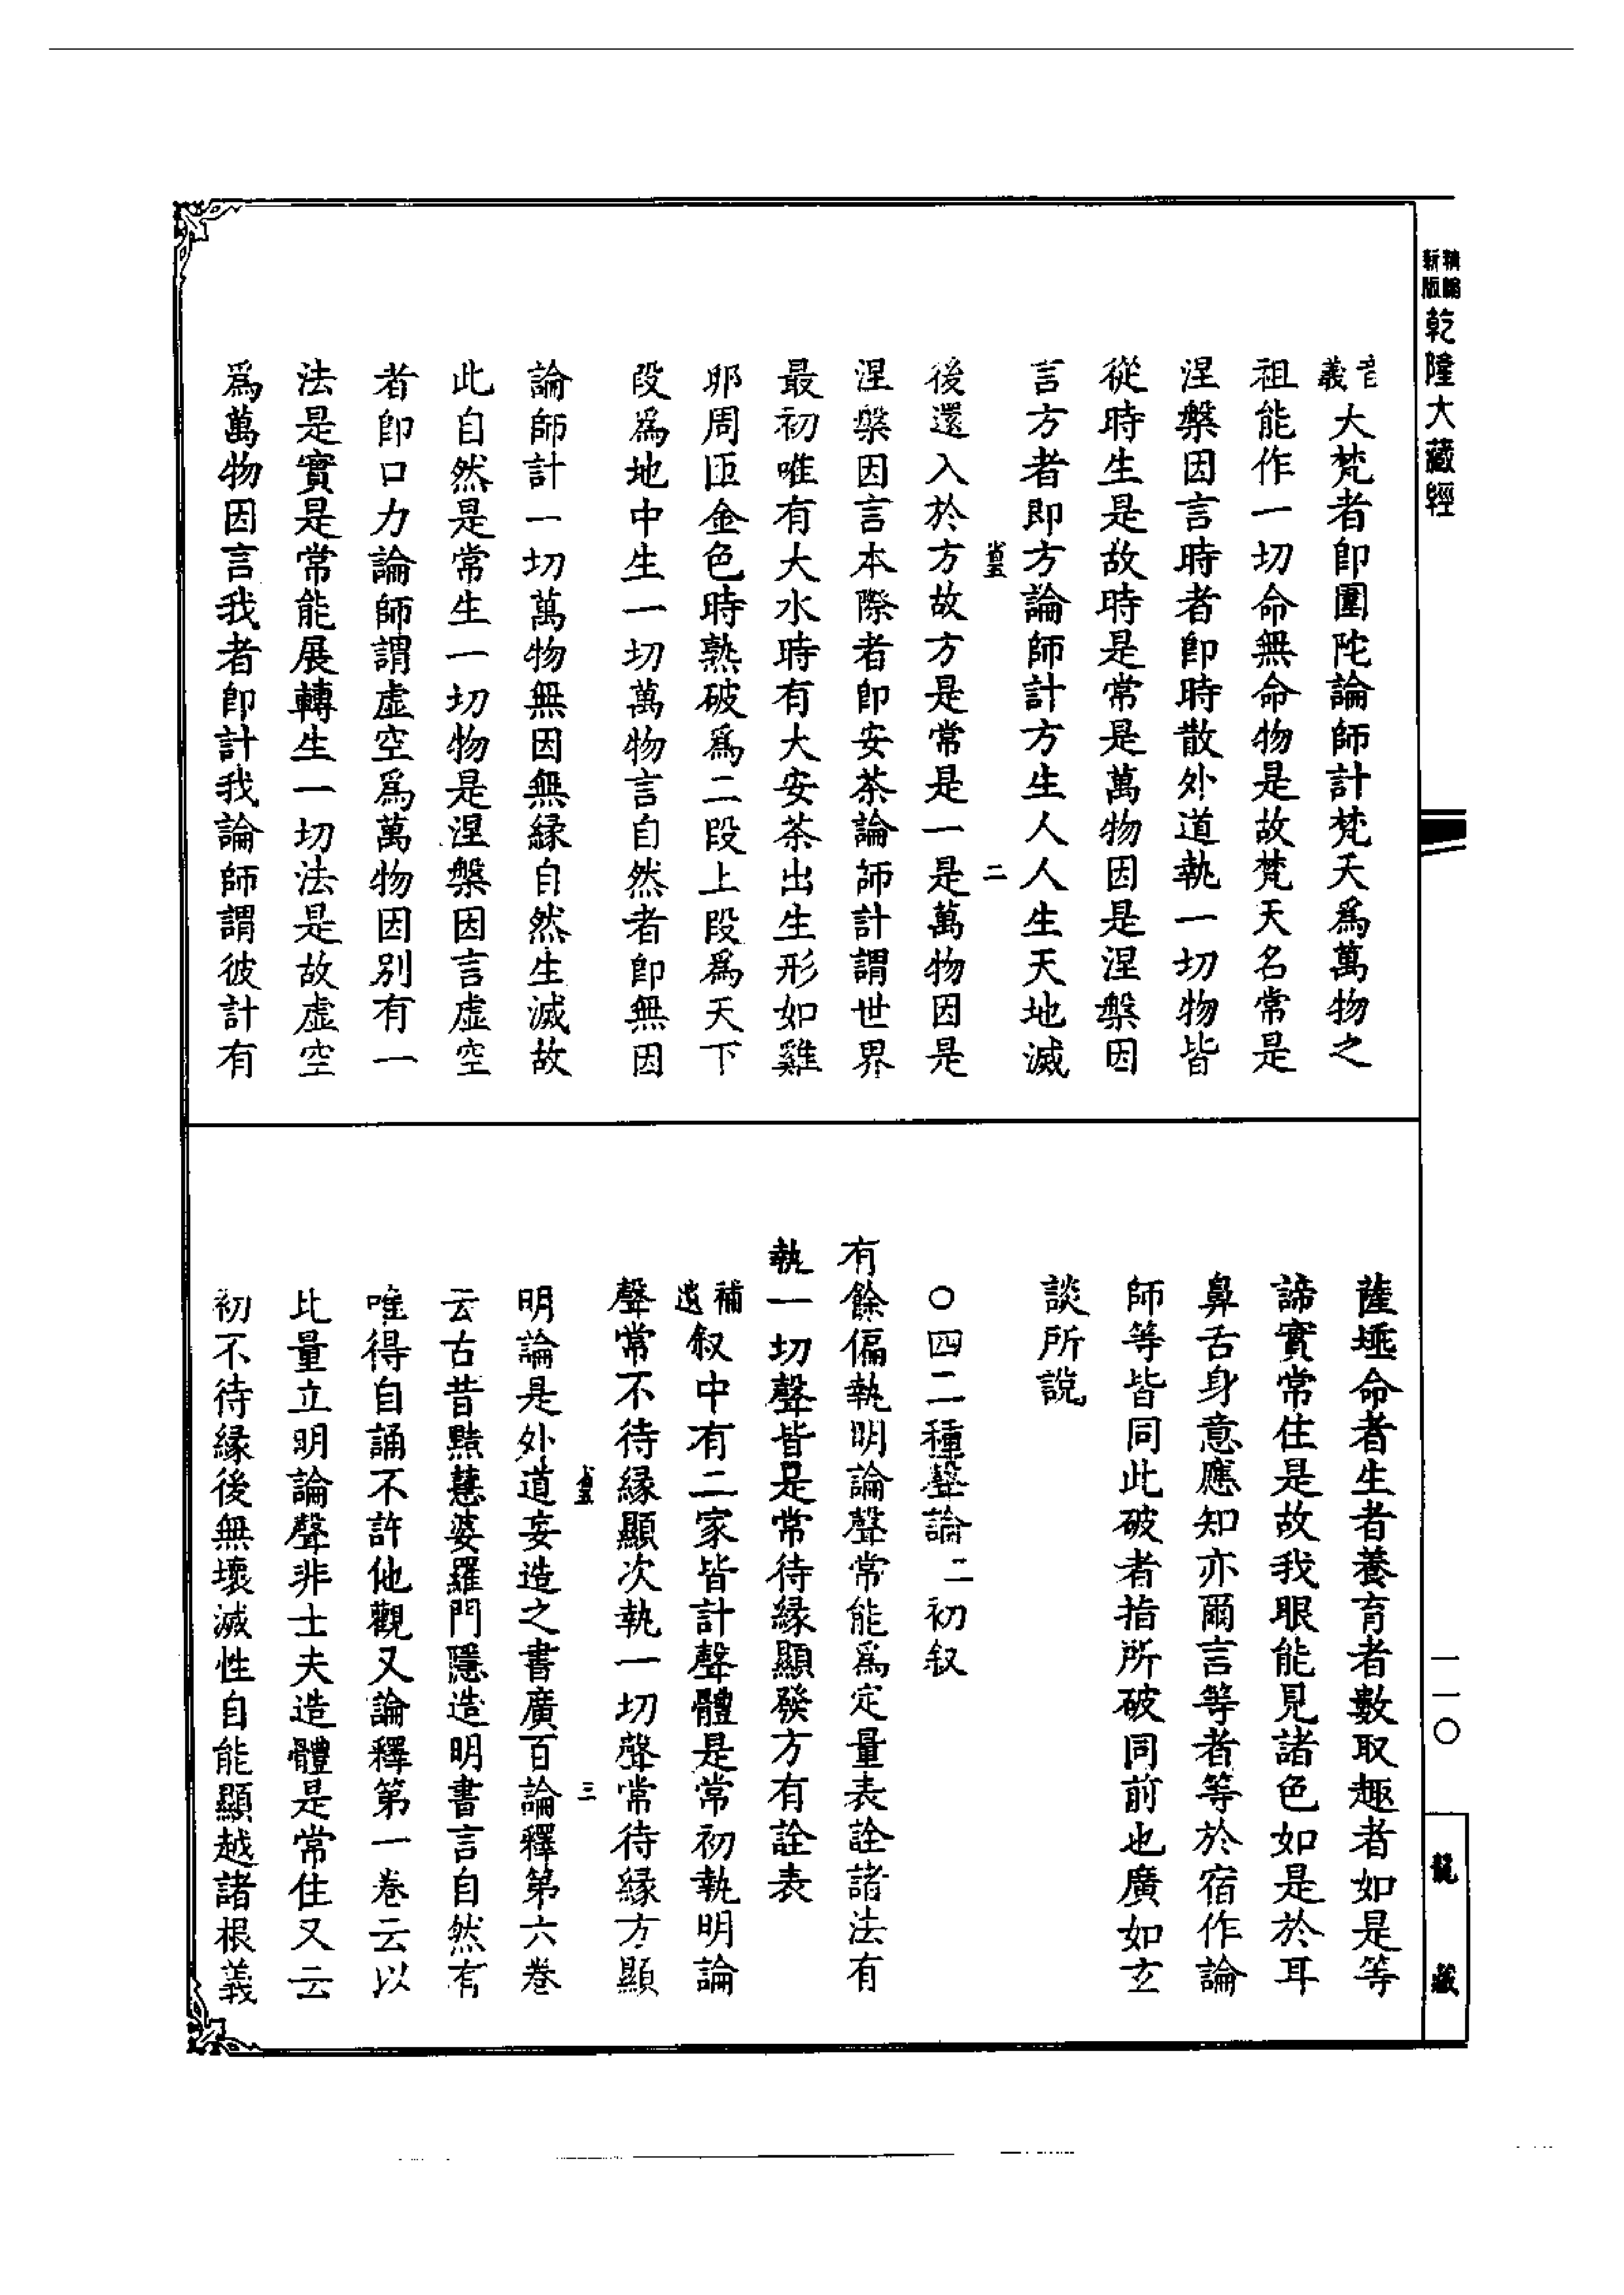 新版精縮乾隆大藏經
音義大梵者卽圍陀論師計梵天爲萬物之
祖能作一切命無命物是故梵天名常是
涅槃因言時者卽時散外道執一切物皆
從時生是故時是常是萬物因是涅槃因
言方者即方論師計方生人人生天地滅
後還入於方故方是常是一是萬物因是
涅槃因言本際者卽安荼論師計謂世界
最初唯有大水時有大安荼出生形如雞
卵周匝金色時熟破爲二段上段爲天下
段爲地中生一切萬物言自然者卽無因
論師計一切萬物無因無緣自然生滅故
此自然是常生一切物是涅槃因言虛空
者卽口力論師謂虛空爲萬物因別有一
法是實是常能展轉生一切法是故虛空
爲萬物因言我者卽計我論師謂彼計有
二
薩埵命者生者養育者數取趣者如是等
諦實常住是故我眼能見諸色如是於耳
鼻舌身意應知亦爾言等者等於宿作論
師等皆同此破者指所破同前也廣如玄
談所說
○四二種聲論二初叙
有餘偏執明論聲常能爲定量表詮諸法有
執一切聲皆是常待緣顯發方有詮表
補遺叙中有二家皆計聲體是常初執明論
聲常不待緣顯次執一切聲常待緣方顯
明論是外道妄造之書廣百論釋第六卷
云古昔黠慧婆羅門隱造明書言自然有
唯得自誦不許他觀又論釋第一卷云以
比量立明論聲非士夫造體是常住又云
初不待緣後無壞滅性自能顯越諸根義
三
一一〇
龍藏